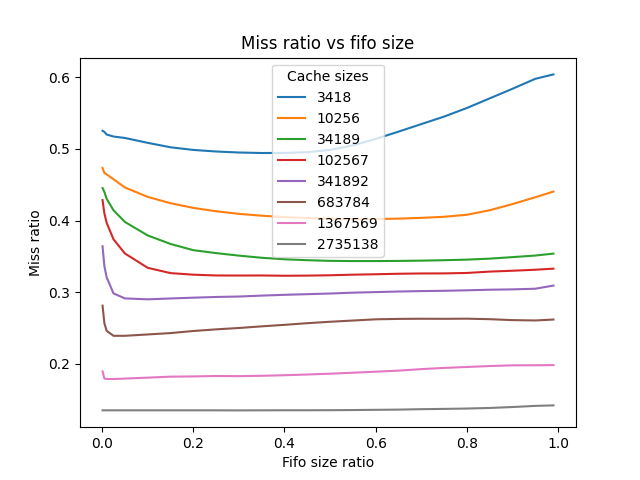 Miss ratio vs fifo size
Cache sizes
3418
10256
34189
102567
341892
683784
1367569
2735138
Miss ratio
0.6
0.5
0.4
0.3
0.2
0.0 0.2 0.4 0.6 0.8 1.0
Fifo size ratio